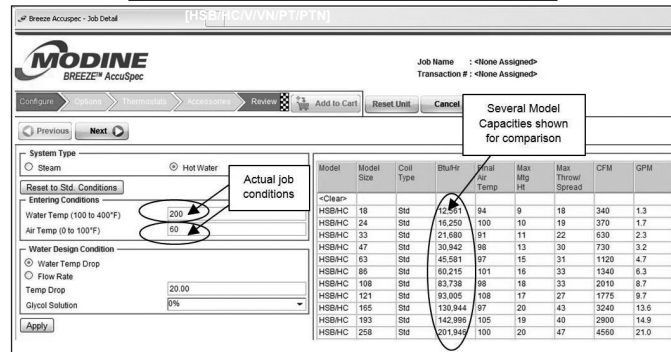 Breeze Accuspec - Job Detail
[HSB/HC/V/VN/PT/PTN]
MODINE
BREEZE™ AccuSpec
Job Name : <None Assigned>
Transaction # : <None Assigned>
Configure Options Thermostats Accessories Review Add to Cart Reset Unit Cancel
Previous Next
Several Model
Capacities shown
for comparison
System Type
Steam Hot Water
Reset to Std. Conditions
Entering Conditions
Water Temp (100 to 400°F) 200
Air Temp (0 to 100°F) 60
Actual job
conditions
Water Design Condition
Water Temp Drop
Flow Rate
Temp Drop 20.00
Glycol Solution 0%
Apply
Model Model Size Coil Type Btu/Hr Final Air Temp Max Mtg Ht Max Throw/ Spread CFM GPM
<Clear>
HSB/HC 18 Std 12,561 94 9 18 340 1.3
HSB/HC 24 Std 16,250 100 10 19 370 1.7
HSB/HC 33 Std 21,680 91 11 22 630 2.3
HSB/HC 47 Std 30,942 98 13 30 730 3.2
HSB/HC 63 Std 45,581 97 15 31 1120 4.7
HSB/HC 86 Std 60,215 101 16 33 1340 6.3
HSB/HC 108 Std 83,738 98 18 33 2010 8.7
HSB/HC 121 Std 93,005 108 17 27 1775 9.7
HSB/HC 165 Std 130,944 97 20 43 3240 13.6
HSB/HC 193 Std 142,996 105 19 40 2900 14.9
HSB/HC 258 Std 201,946 100 20 47 4560 21.0